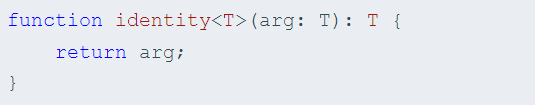 function identity<T>(arg: T): T {
    return arg;
}